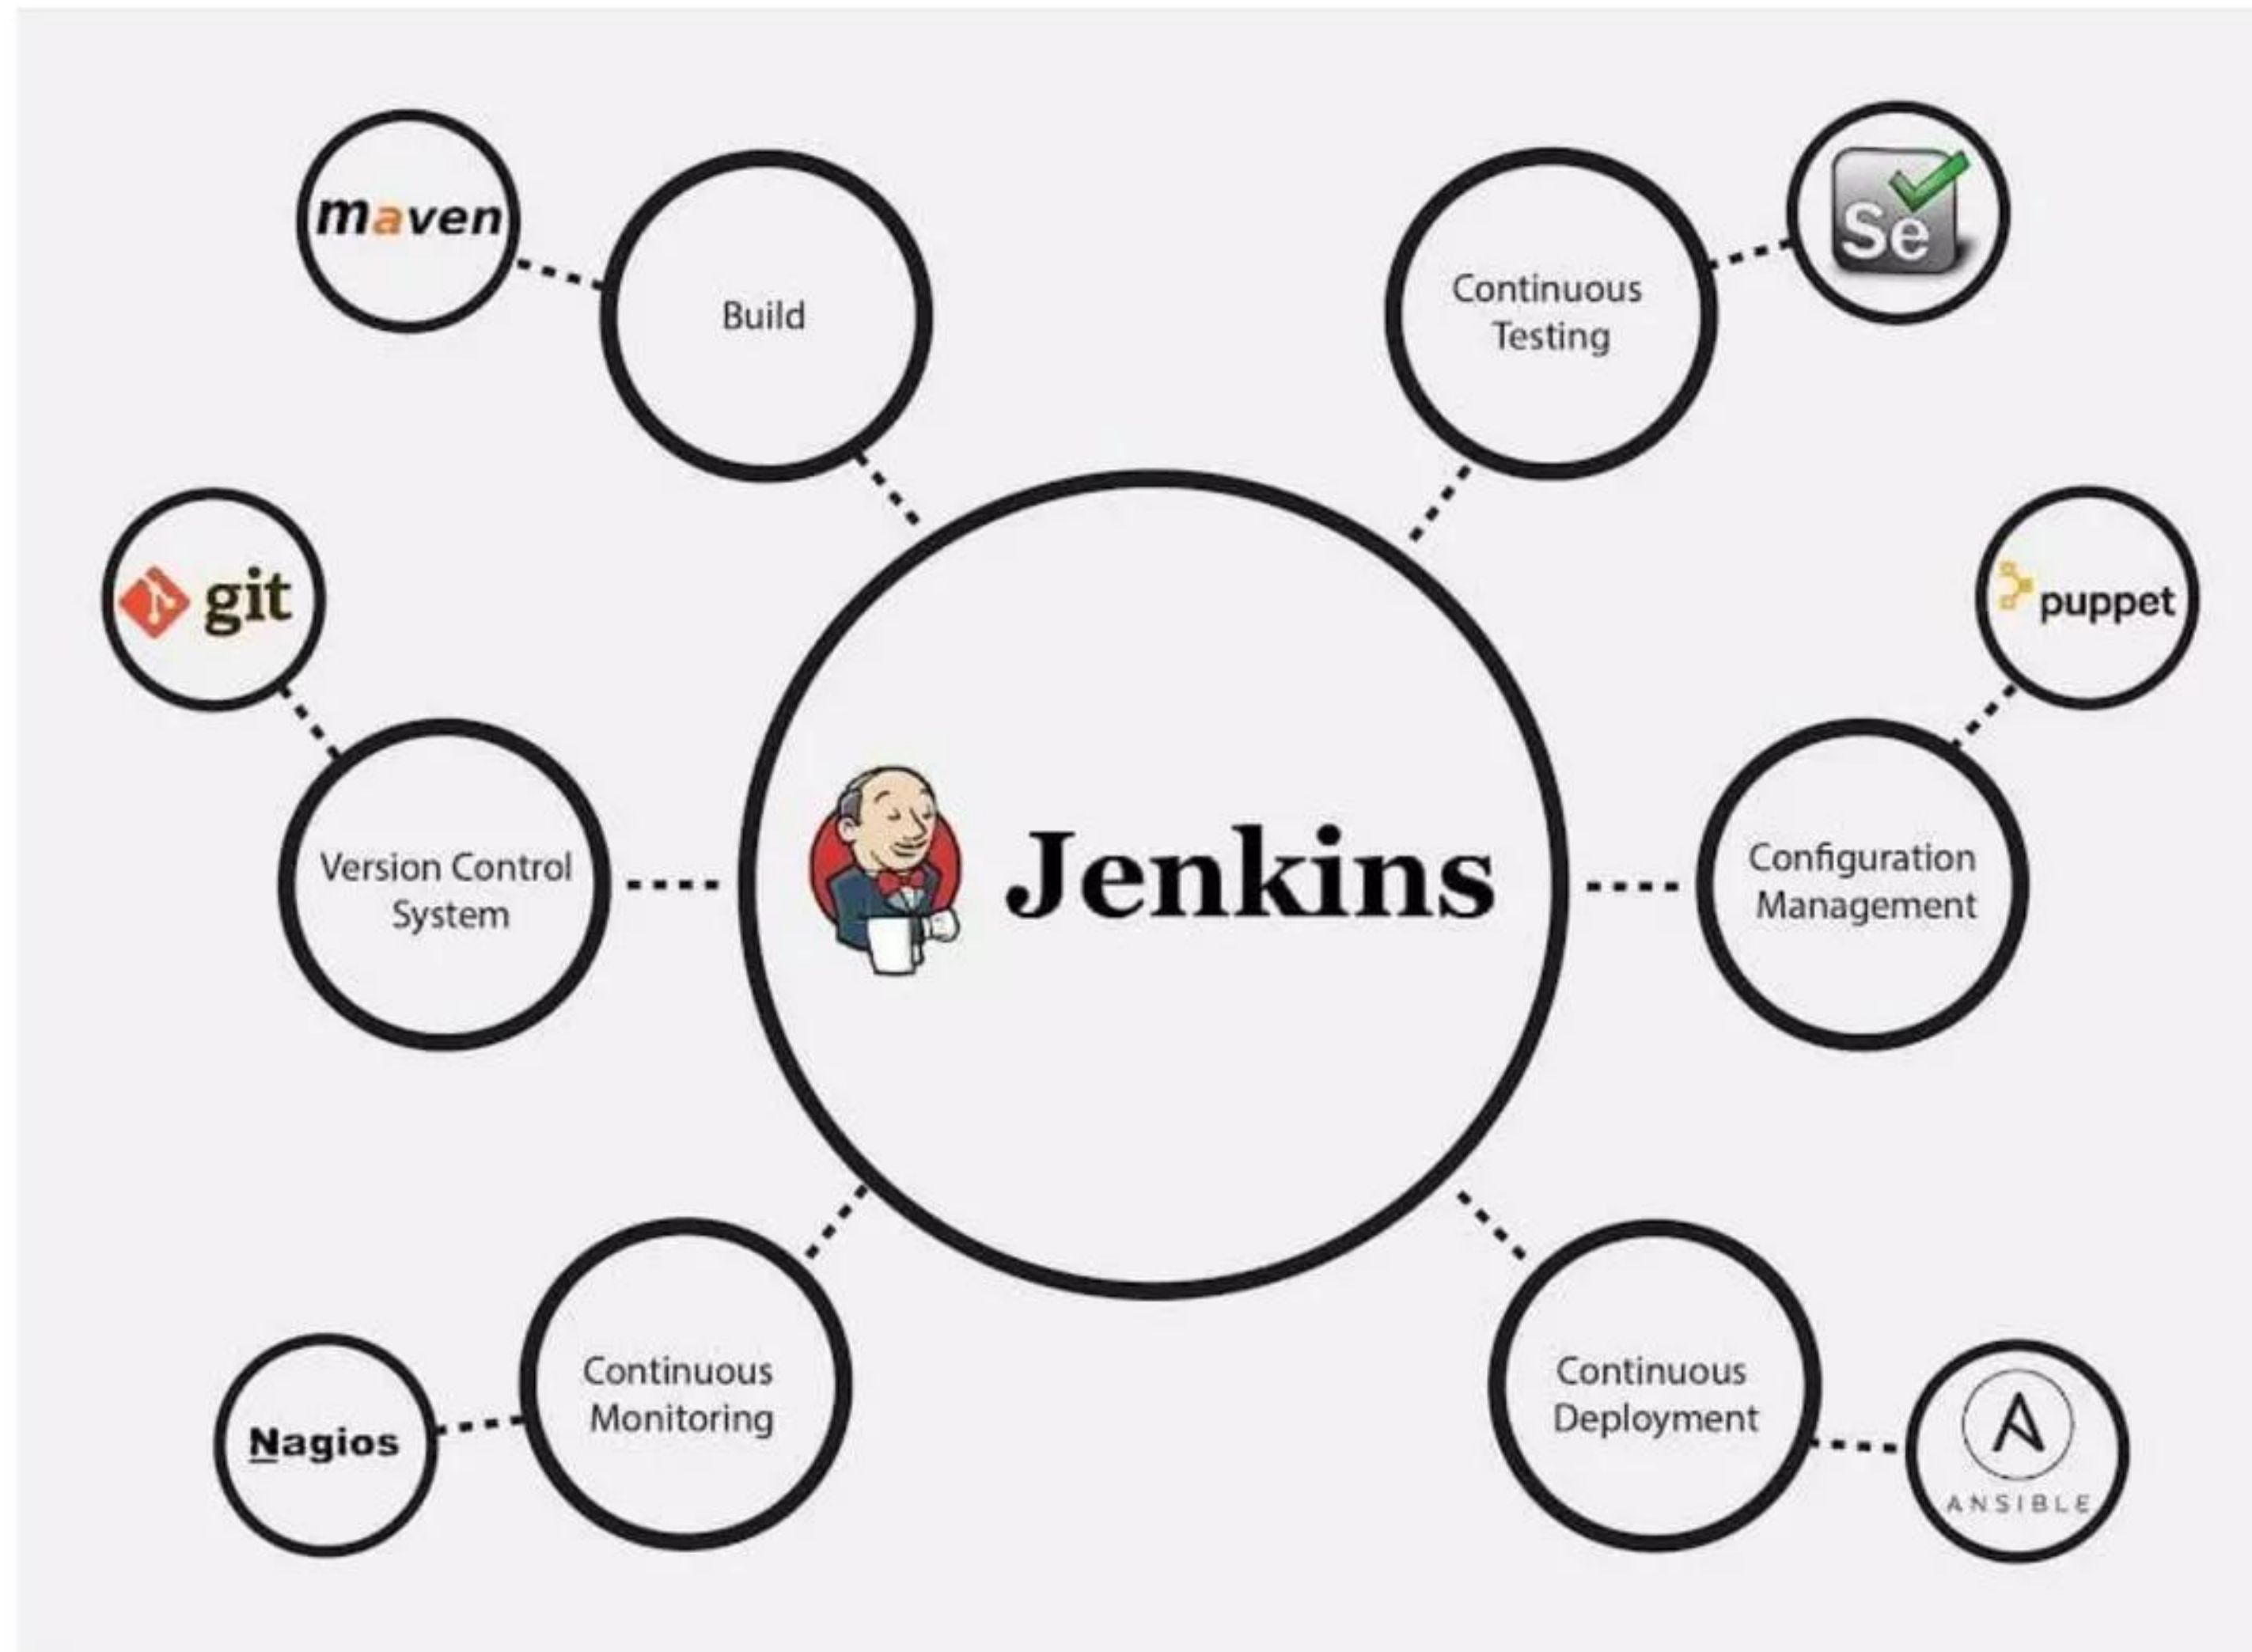 maven
Build
Continuous
Testing
Se
git
puppet
Version Control
System
Jenkins
Configuration
Management
Nagios
Continuous
Monitoring
Continuous
Deployment
A
ANSIBLE